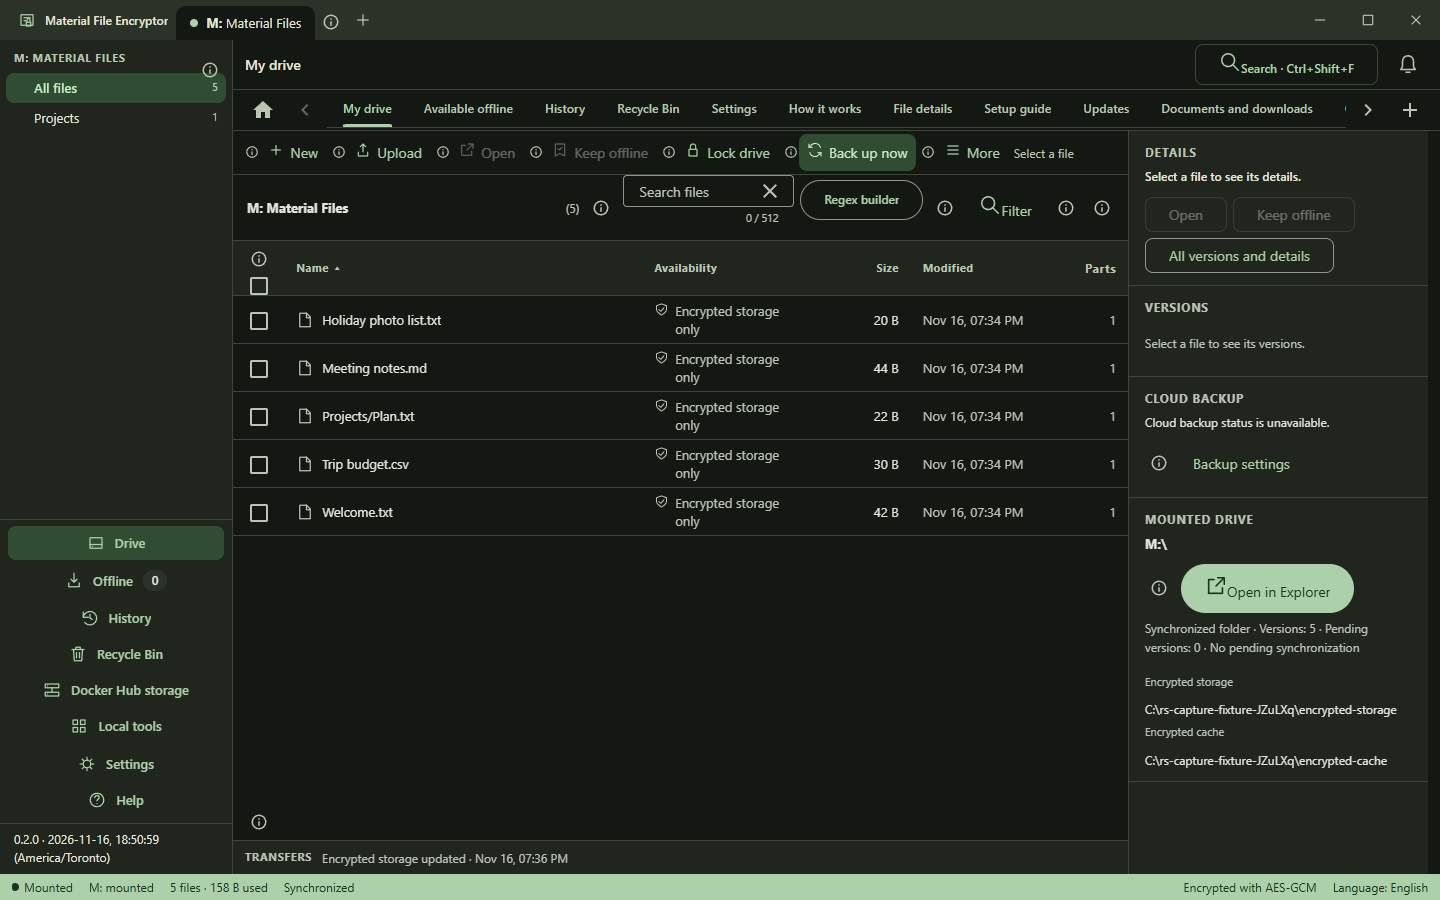 Material File Encryptor
M: Material Files
M: MATERIAL FILES
All files 5
Projects 1
My drive
Search · Ctrl+Shift+F
My drive Available offline History Recycle Bin Settings How it works File details Setup guide Updates Documents and downloads
New Upload Open Keep offline Lock drive Back up now More Select a file
M: Material Files (5) Search files Regex builder Filter
0 / 512
Name Availability Size Modified Parts
Holiday photo list.txt Encrypted storage only 20 B Nov 16, 07:34 PM 1
Meeting notes.md Encrypted storage only 44 B Nov 16, 07:34 PM 1
Projects/Plan.txt Encrypted storage only 22 B Nov 16, 07:34 PM 1
Trip budget.csv Encrypted storage only 30 B Nov 16, 07:34 PM 1
Welcome.txt Encrypted storage only 42 B Nov 16, 07:34 PM 1
DETAILS
Select a file to see its details.
Open Keep offline
All versions and details
VERSIONS
Select a file to see its versions.
CLOUD BACKUP
Cloud backup status is unavailable.
Backup settings
MOUNTED DRIVE
M:\
Open in Explorer
Synchronized folder · Versions: 5 · Pending
versions: 0 · No pending synchronization
Encrypted storage
C:\rs-capture-fixture-JZuLXq\encrypted-storage
Encrypted cache
C:\rs-capture-fixture-JZuLXq\encrypted-cache
Drive
Offline 0
History
Recycle Bin
Docker Hub storage
Local tools
Settings
Help
0.2.0 · 2026-11-16, 18:50:59
(America/Toronto)
TRANSFERS Encrypted storage updated · Nov 16, 07:36 PM
Mounted M: mounted 5 files · 158 B used Synchronized Encrypted with AES-GCM Language: English